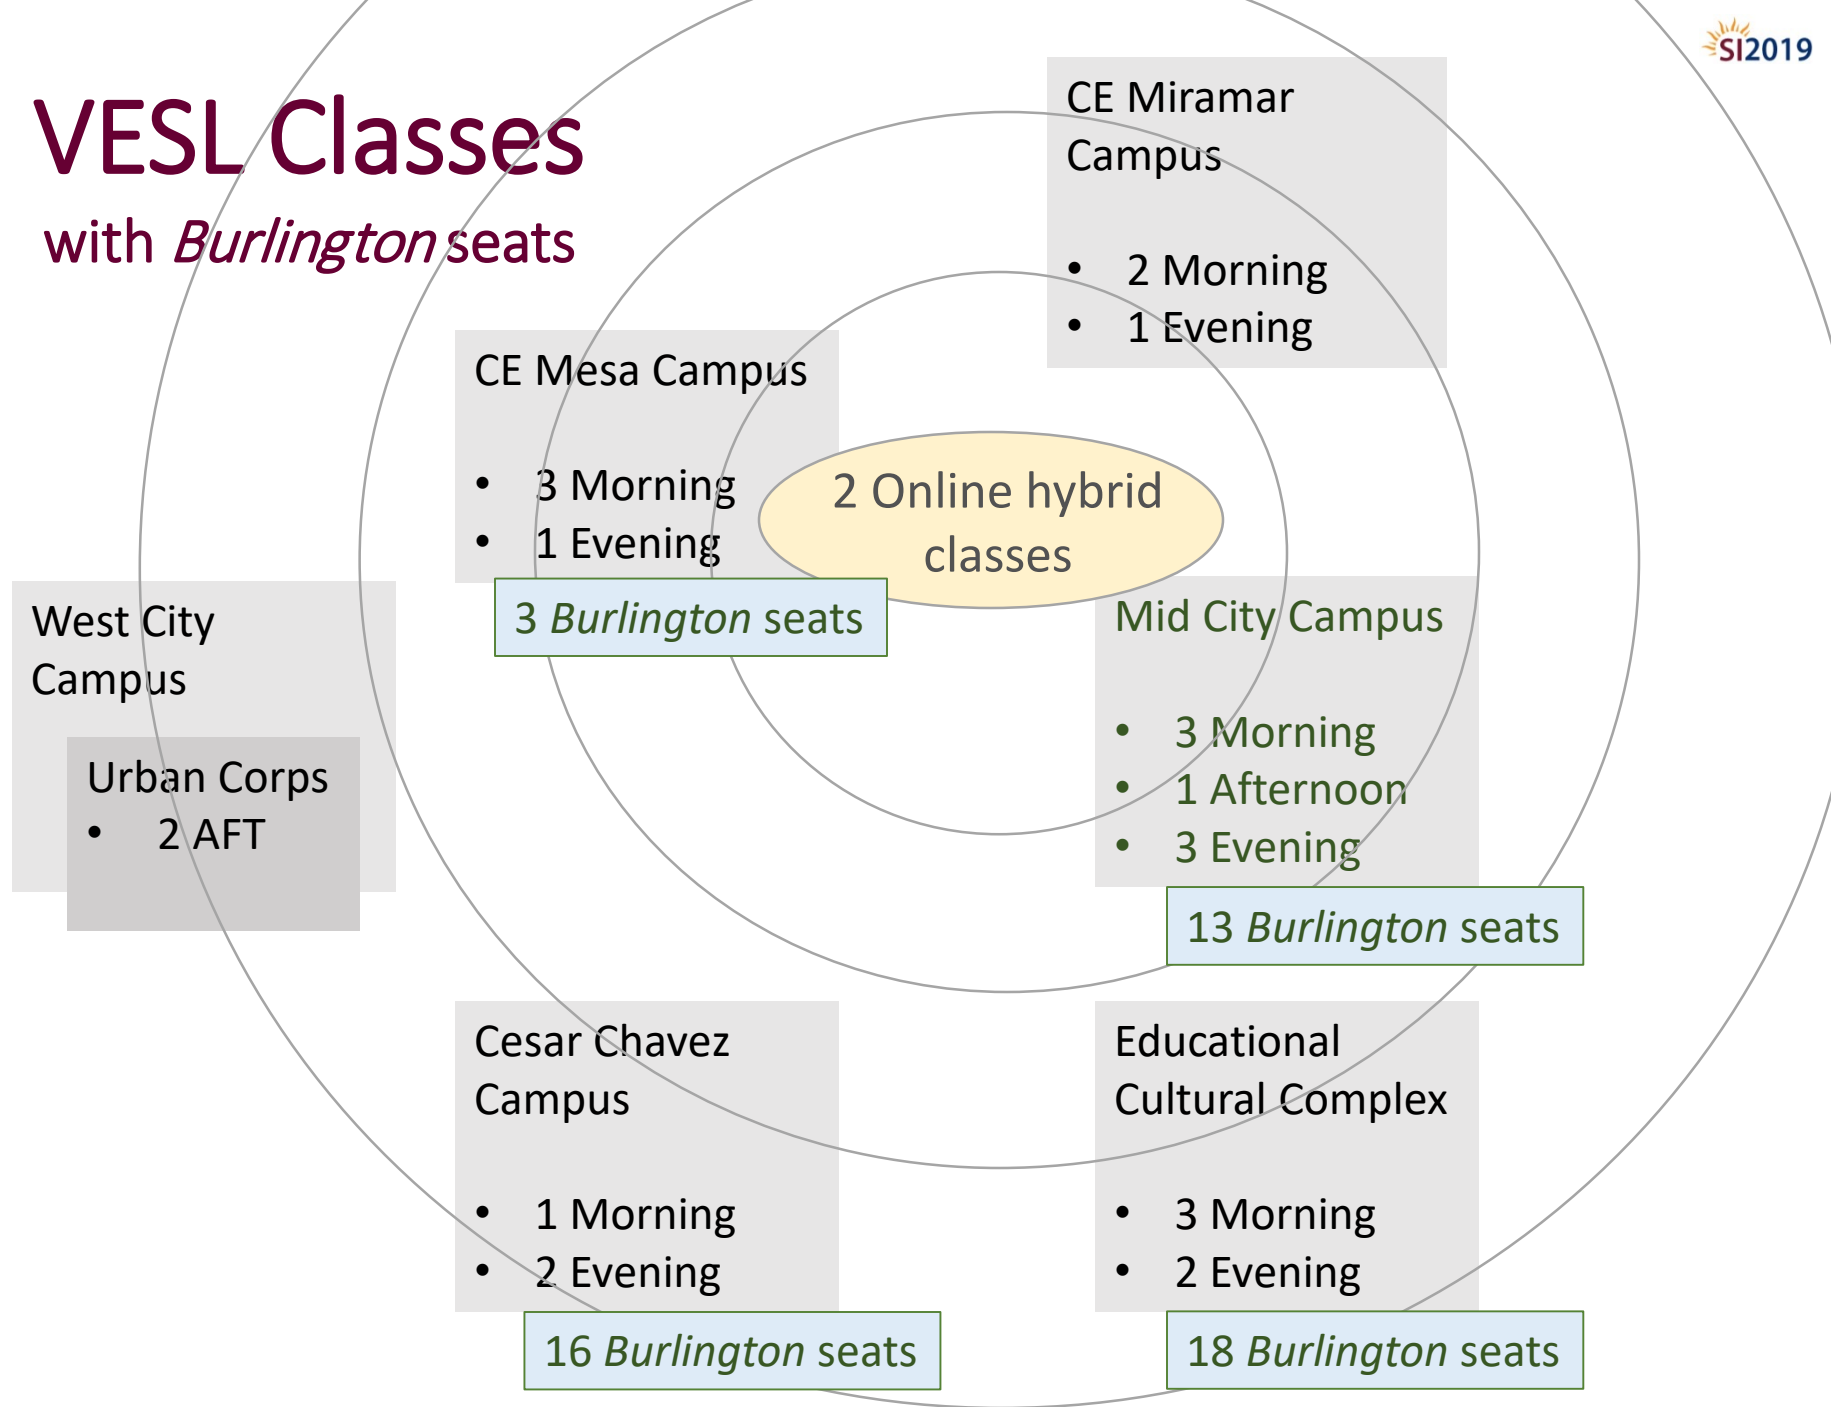 SI2019
VESL Classes
with Burlington seats
CE Miramar
Campus
• 2 Morning
• 1 Evening
CE Mesa Campus
• 3 Morning
• 1 Evening
3 Burlington seats
2 Online hybrid
classes
West City
Campus
Urban Corps
• 2 AFT
Mid City Campus
• 3 Morning
• 1 Afternoon
• 3 Evening
13 Burlington seats
Cesar Chavez
Campus
• 1 Morning
• 2 Evening
16 Burlington seats
Educational
Cultural Complex
• 3 Morning
• 2 Evening
18 Burlington seats